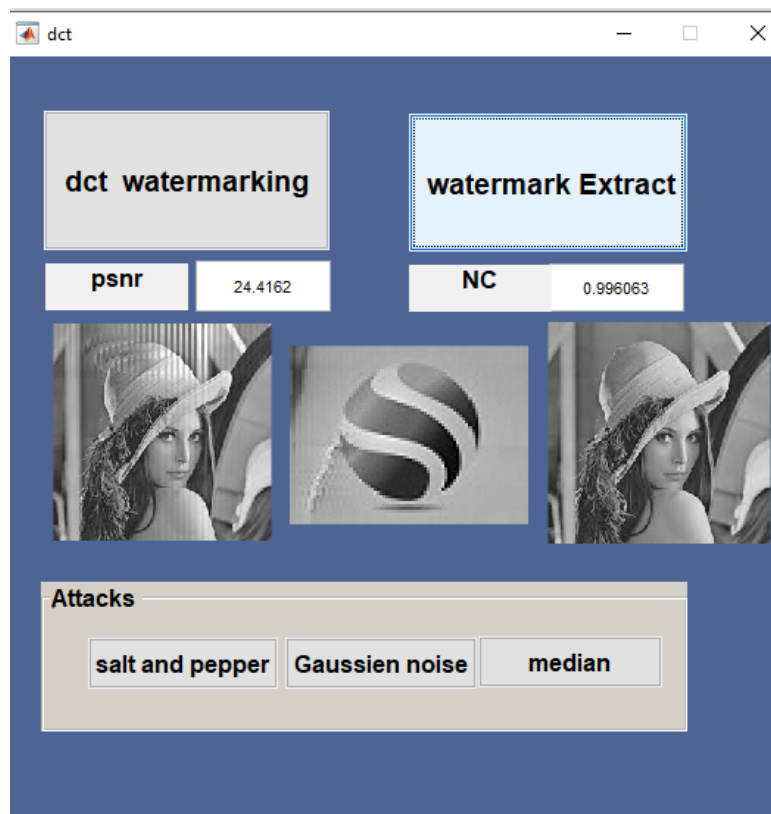 dct
dct watermarking
watermark Extract
psnr
24.4162
NC
0.996063
Attacks
salt and pepper
Gaussien noise
median